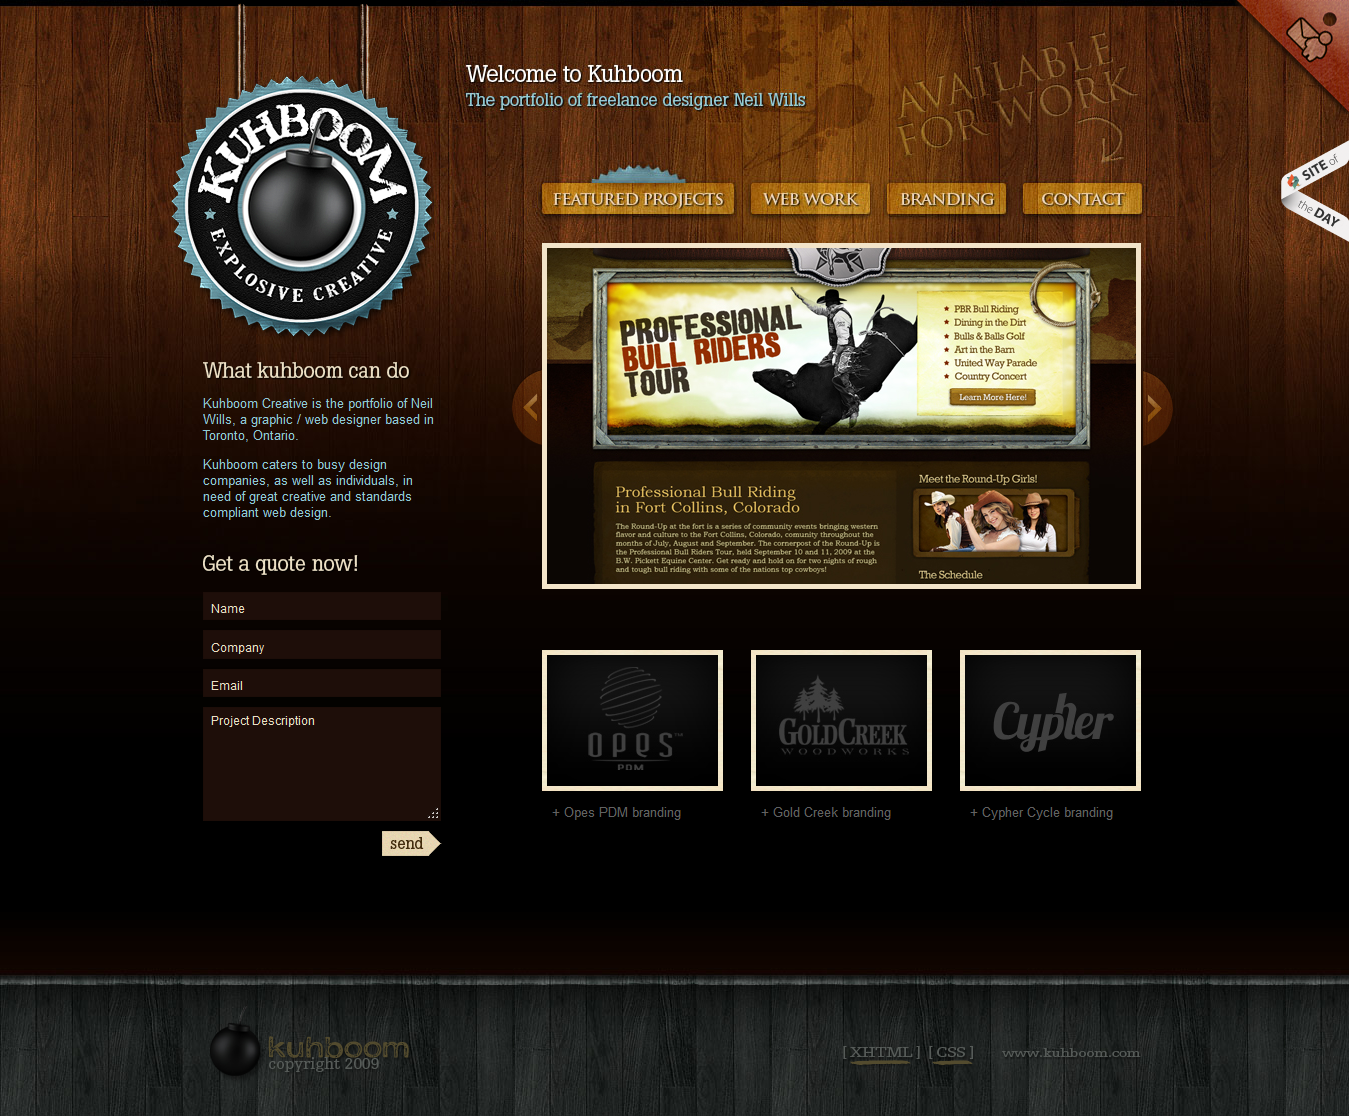 KUHBOOM
EXPLOSIVE CREATIVE
Welcome to Kuhboom
The portfolio of freelance designer Neil Wills
AVAILABLE
FOR WORK
SITE of
the DAY
FEATURED PROJECTS
WEB WORK
BRANDING
CONTACT
PROFESSIONAL
BULL RIDERS
TOUR
PBR Bull Riding
Dining in the Dirt
Bulls & Balls Golf
Art in the Barn
United Way Parade
Country Concert
Learn More Here!
Professional Bull Riding
in Fort Collins, Colorado
The Round-Up at the fort is a series of community events bringing western
flavor and culture to the Fort Collins, Colorado, comunity throughout the
months of July, August and September. The cornerpost of the Round-Up is
the Professional Bull Riders Tour, held September 10 and 11, 2009 at the
B.W. Pickett Equine Center. Get ready and hold on for two nights of rough
and tough bull riding with some of the nations top cowboys!
Meet the Round-Up Girls!
The Schedule
What kuhboom can do
Kuhboom Creative is the portfolio of Neil
Wills, a graphic / web designer based in
Toronto, Ontario.
Kuhboom caters to busy design
companies, as well as individuals, in
need of great creative and standards
compliant web design.
Get a quote now!
Name
Company
Email
Project Description
send
OPES™
PDM
GOLDCREEK
WOODWORKS
Cypher
+ Opes PDM branding
+ Gold Creek branding
+ Cypher Cycle branding
kuhboom
copyright 2009
[ XHTML ] [ CSS ]
www.kuhboom.com